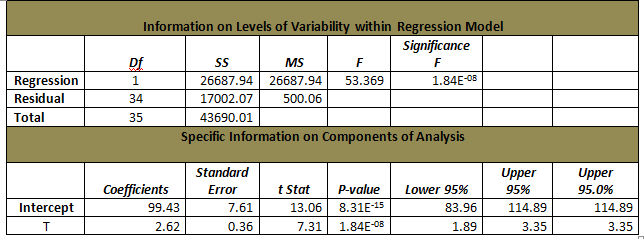 Information on Levels of Variability within Regression Model
Df SS MS F Significance F
Regression 1 26687.94 26687.94 53.369 1.84E-08
Residual 34 17002.07 500.06
Total 35 43690.01
Specific Information on Components of Analysis
Coefficients Standard Error t Stat P-value Lower 95% Upper 95% Upper 95.0%
Intercept 99.43 7.61 13.06 8.31E-15 83.96 114.89 114.89
T 2.62 0.36 7.31 1.84E-08 1.89 3.35 3.35